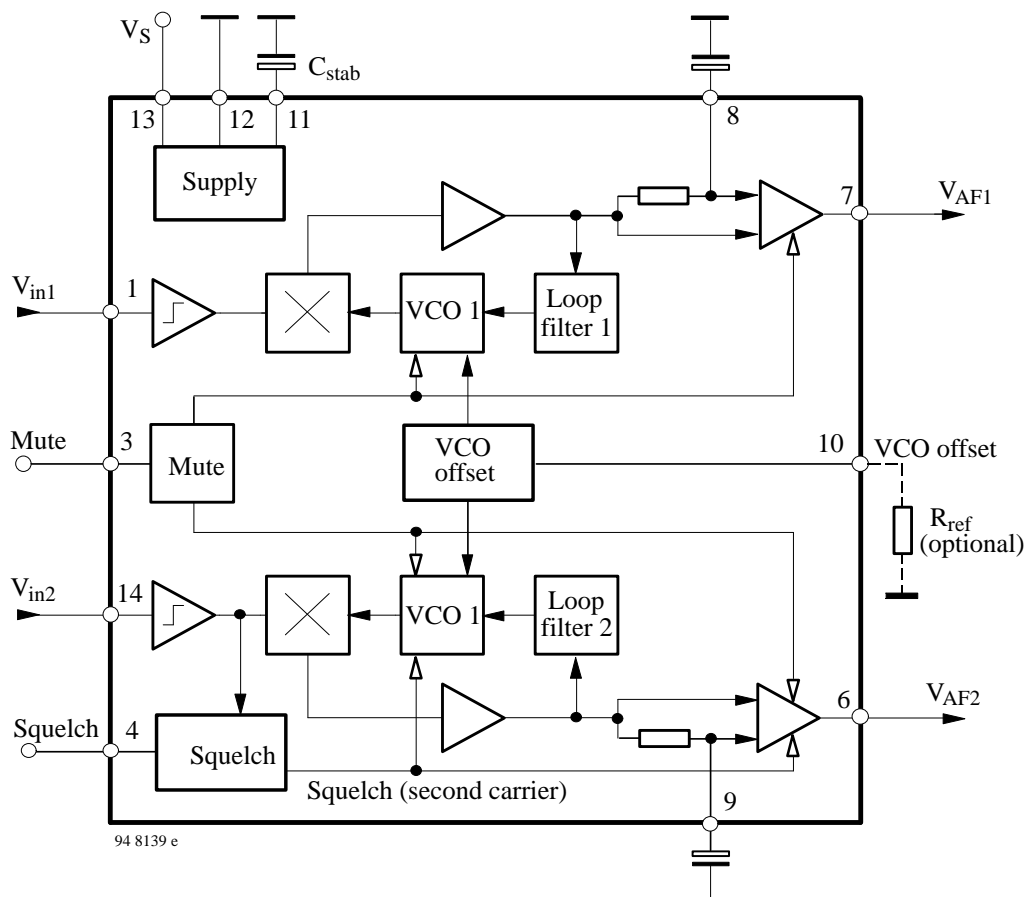 VS
Cstab
13
12
11
8
Supply
7
VAF1
Vin1
1
VCO 1
Loop
filter 1
Mute
3
Mute
VCO
offset
10
VCO offset
Rref
(optional)
Vin2
14
VCO 1
Loop
filter 2
6
VAF2
Squelch
4
Squelch
Squelch (second carrier)
9
94 8139 e